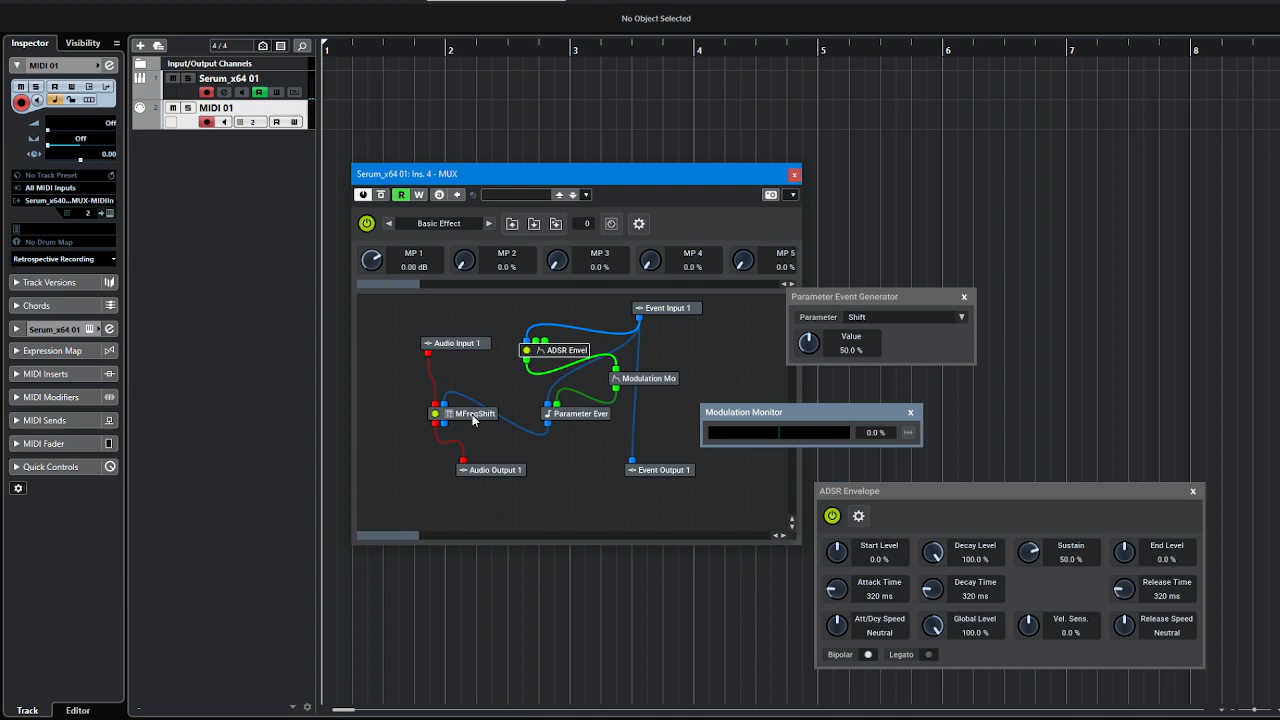 No Object Selected
Inspector
Visibility
4 / 4
1
2
3
4
5
6
7
8
MIDI 01
Input/Output Channels
1
Serum_x64 01
R
W
2
MIDI 01
2
R
W
M
S
R
W
Off
Off
0.00
No Track Preset
All MIDI Inputs
Serum_x640...MUX-MIDIIn
2
No Drum Map
Retrospective Recording
Track Versions
Chords
Serum_x64 01
Expression Map
MIDI Inserts
MIDI Modifiers
MIDI Sends
MIDI Fader
Quick Controls
Track
Editor
Serum_x64 01: Ins. 4 - MUX
x
R
W
Basic Effect
0
MP 1
0.00 dB
MP 2
0.0 %
MP 3
0.0 %
MP 4
0.0 %
MP 5
0.0 %
Event Input 1
Audio Input 1
ADSR Envel
Modulation Mo
MFreqShift
Parameter Ever
Audio Output 1
Event Output 1
Parameter Event Generator
x
Parameter
Shift
Value
50.0 %
Modulation Monitor
x
0.0 %
ADSR Envelope
x
Start Level
0.0 %
Decay Level
100.0 %
Sustain
50.0 %
End Level
0.0 %
Attack Time
320 ms
Decay Time
320 ms
Release Time
320 ms
Att/Dcy Speed
Neutral
Global Level
100.0 %
Vel. Sens.
0.0 %
Release Speed
Neutral
Bipolar
Legato